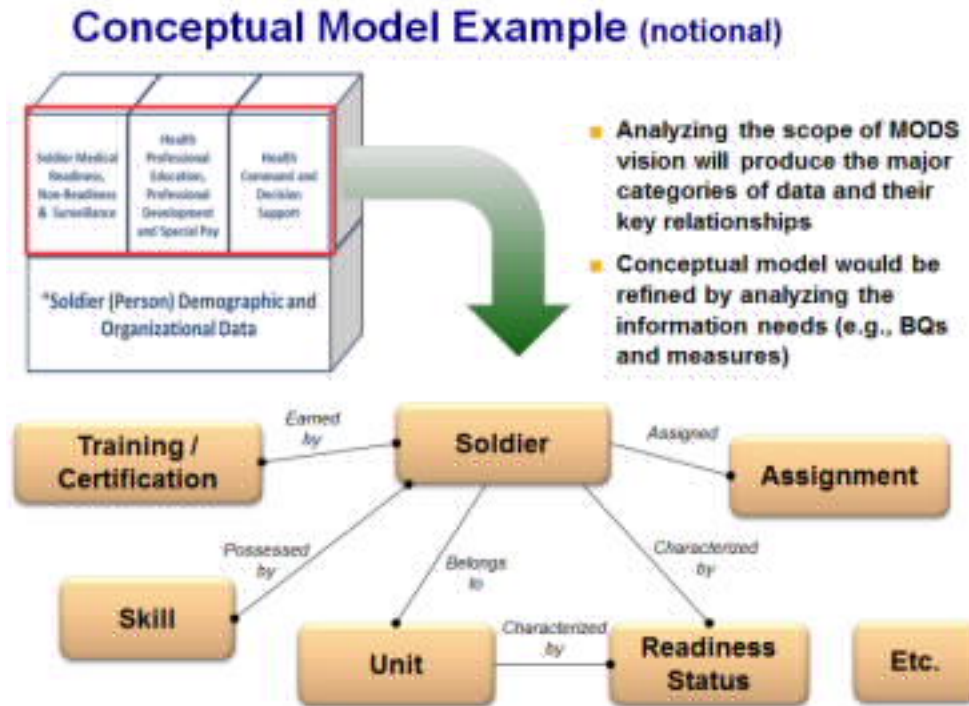 Conceptual Model Example (notional)
Soldier Medical
Readiness,
Non-Readiness
& Surveillance
Health
Professional
Education,
Professional
Development
and Special Pay
Health
Command and
Decision
Support
*Soldier (Person) Demographic and
Organizational Data
Analyzing the scope of MODS
vision will produce the major
categories of data and their
key relationships
Conceptual model would be
refined by analyzing the
information needs (e.g., BQs
and measures)
Training /
Certification
Earned
by
Soldier
Assigned
Assignment
Possessed
by
Belongs
to
Characterized
by
Skill
Unit
Characterized
by
Readiness
Status
Etc.